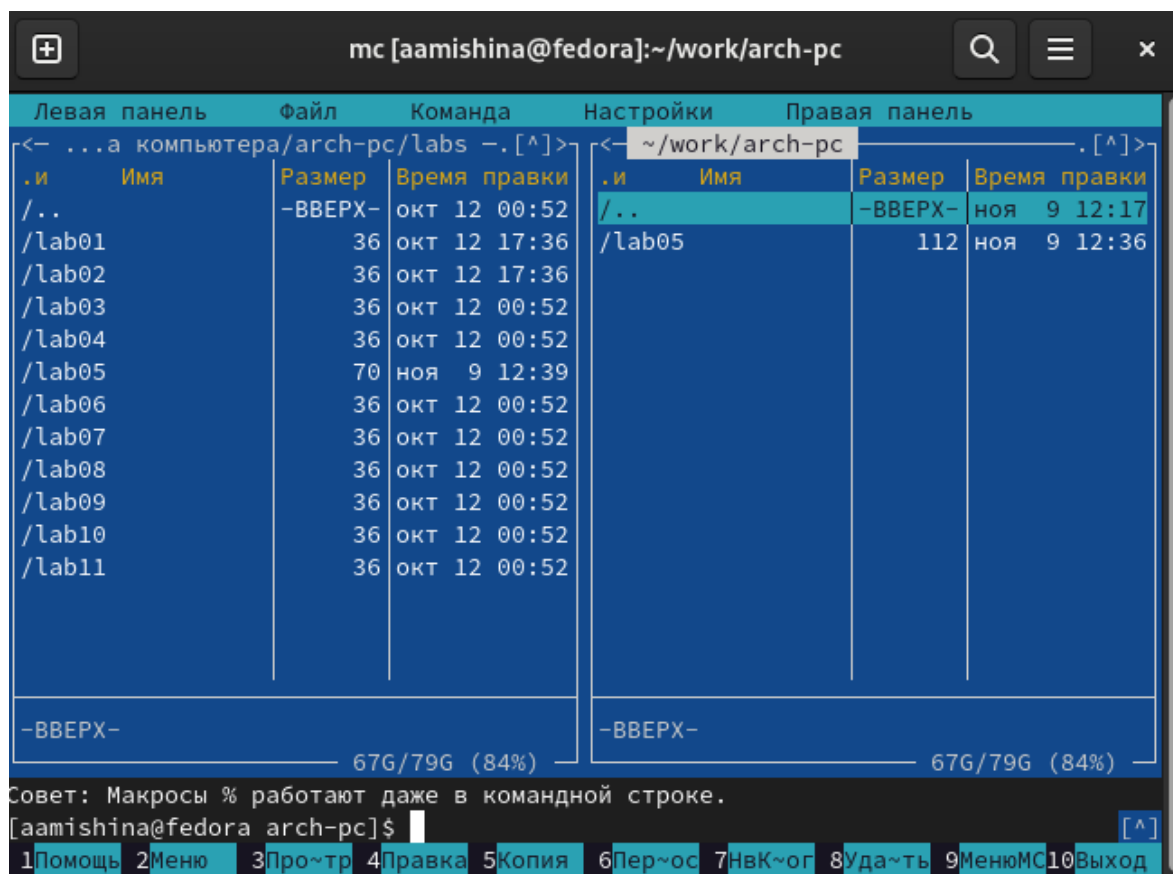 mc [aamishina@fedora]:~/work/arch-pc
Левая панель Файл Команда Настройки Правая панель
<— ...а компьютера/arch-pc/labs —.[^]> <— ~/work/arch-pc .[^]>
.и Имя Размер Время правки .и Имя Размер Время правки
/.. -ВВЕРХ- окт 12 00:52 /.. -ВВЕРХ- ноя 9 12:17
/lab01 36 окт 12 17:36 /lab05 112 ноя 9 12:36
/lab02 36 окт 12 17:36
/lab03 36 окт 12 00:52
/lab04 36 окт 12 00:52
/lab05 70 ноя 9 12:39
/lab06 36 окт 12 00:52
/lab07 36 окт 12 00:52
/lab08 36 окт 12 00:52
/lab09 36 окт 12 00:52
/lab10 36 окт 12 00:52
/lab11 36 окт 12 00:52
-ВВЕРХ- -ВВЕРХ-
67G/79G (84%) 67G/79G (84%)
Совет: Макросы % работают даже в командной строке.
[aamishina@fedora arch-pc]$ [^]
1Помощь 2Меню 3Про~тр 4Правка 5Копия 6Пер~ос 7НвК~ог 8Уда~ть 9МенюMC 10Выход